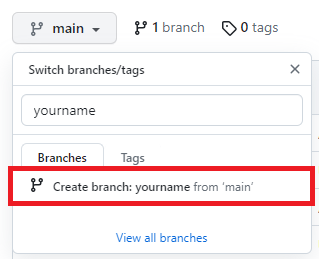 main 1 branch 0 tags
Switch branches/tags
yourname
Branches Tags
Create branch: yourname from 'main'
View all branches